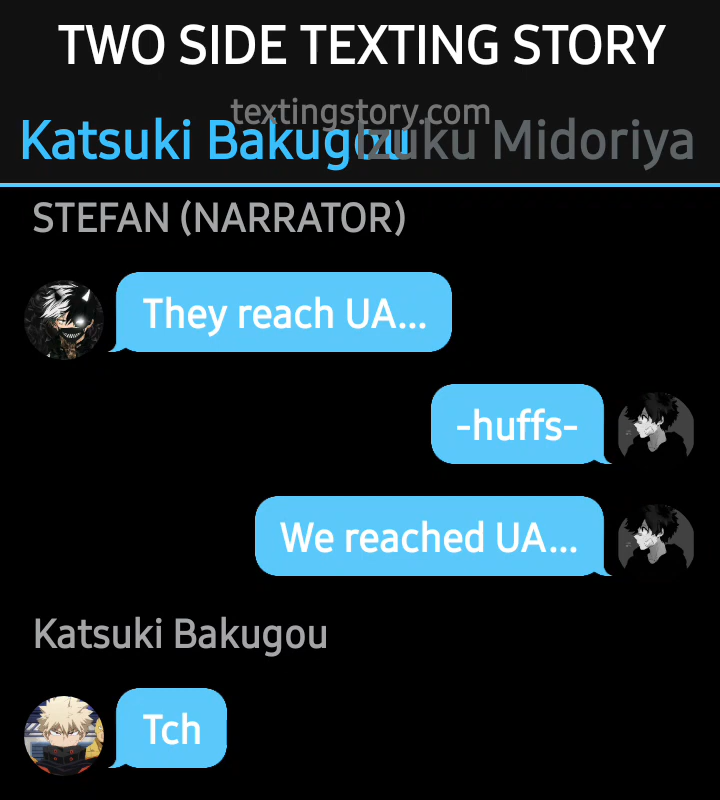 TWO SIDE TEXTING STORY
textingstory.com
Katsuki Bakugou Izuku Midoriya
STEFAN (NARRATOR)
They reach UA...
-huffs-
We reached UA...
Katsuki Bakugou
Tch